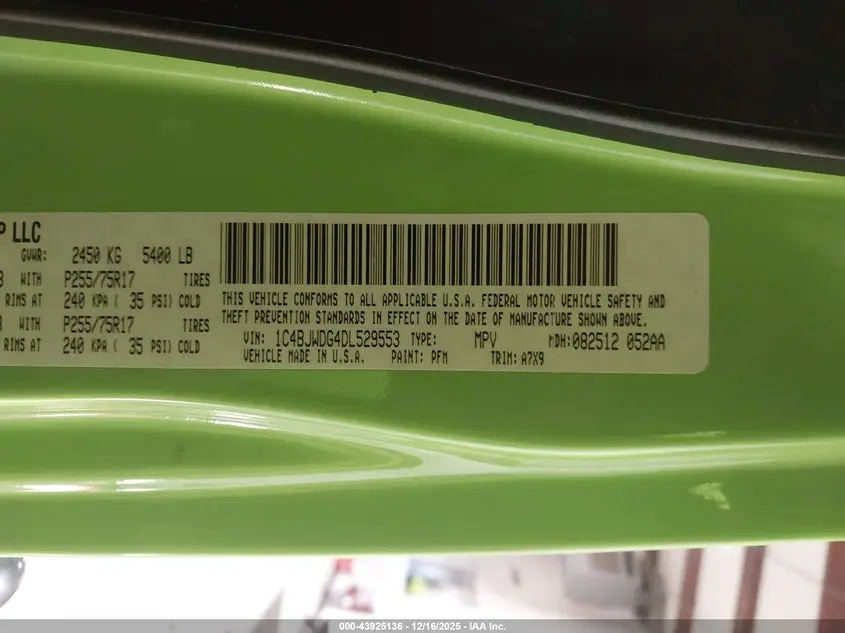 P LLC
GVWR: 2450 KG 5400 LB
WITH P255/75R17 TIRES
RIMS AT 240 KPA ( 35 PSI) COLD
WITH P255/75R17 TIRES
RIMS AT 240 KPA ( 35 PSI) COLD
THIS VEHICLE CONFORMS TO ALL APPLICABLE U.S.A. FEDERAL MOTOR VEHICLE SAFETY AND
THEFT PREVENTION STANDARDS IN EFFECT ON THE DATE OF MANUFACTURE SHOWN ABOVE.
VIN: 1C4BJWDG4DL529553 TYPE: MPV MDH:082512 052AA
VEHICLE MADE IN U.S.A. PAINT: PFM TRIM: A7X9
000-43925136 - 12/16/2025 - IAA Inc.